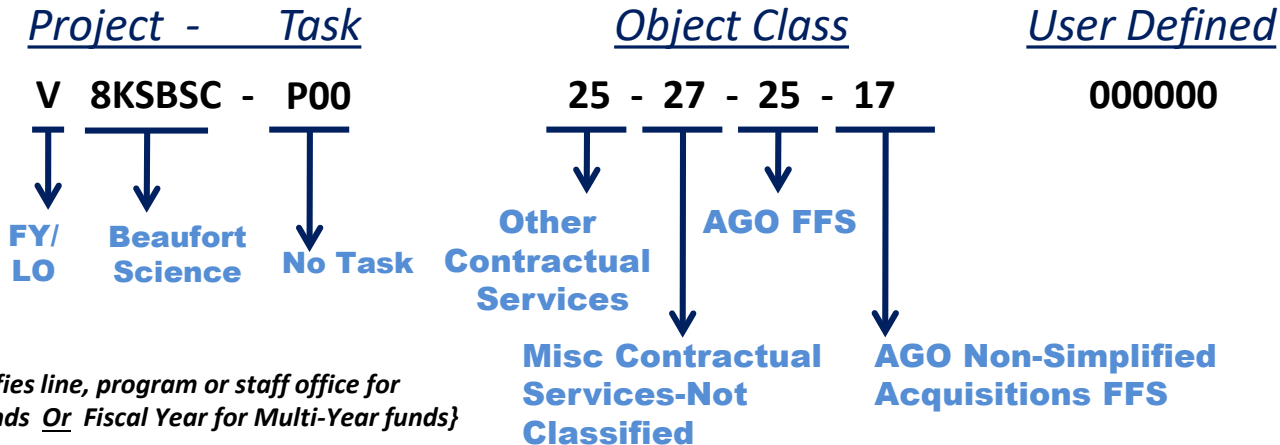 Project - Task Object Class User Defined
V 8KSBSC - P00 25 - 27 - 25 - 17 000000
FY/
LO
Beaufort
Science
No Task
Other
Contractual
Services
AGO FFS
Misc Contractual
Services-Not
Classified
AGO Non-Simplified
Acquisitions FFS
line, program or staff office for
Or Fiscal Year for Multi-Year funds}